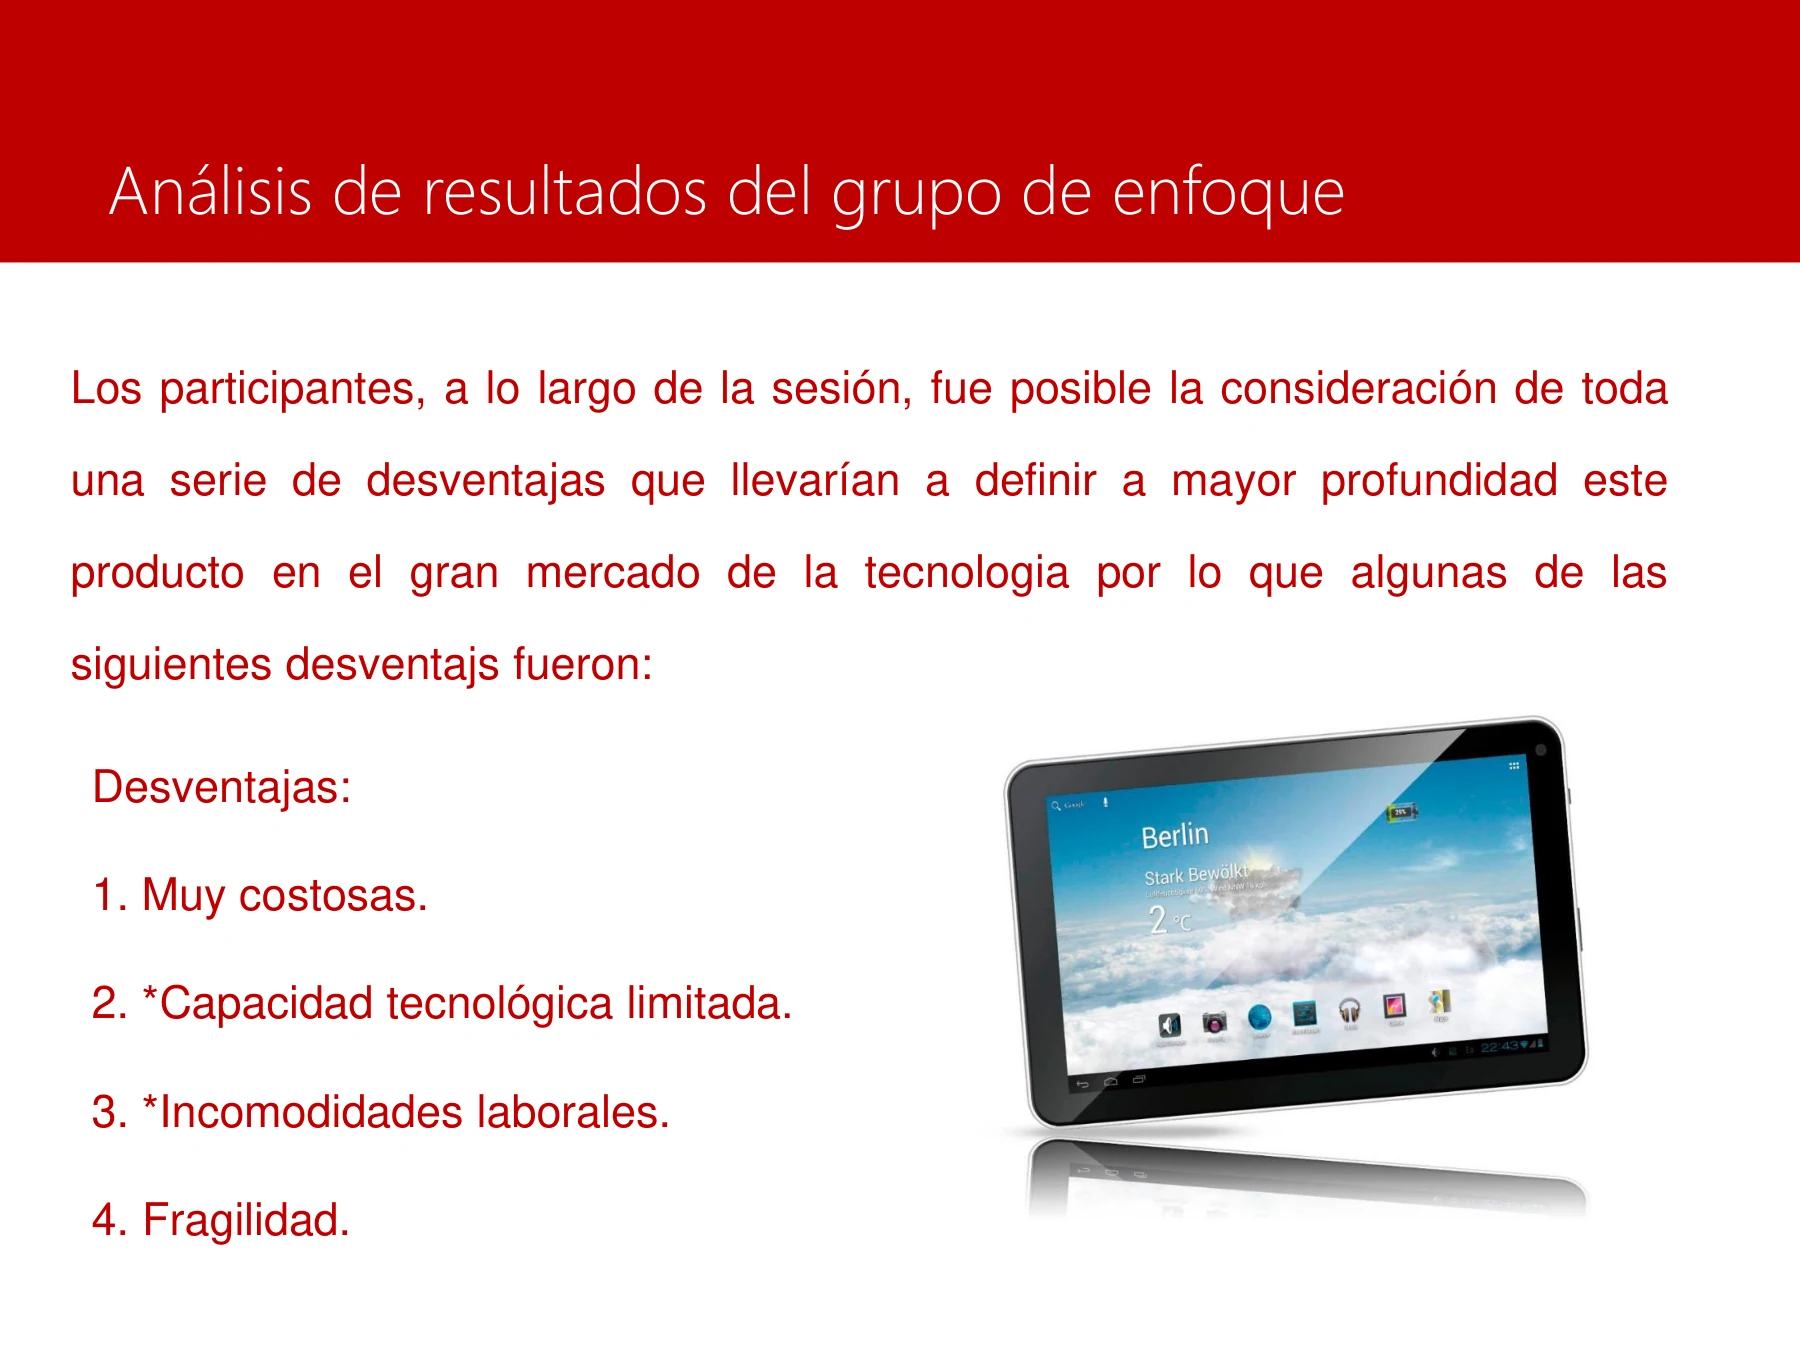 Análisis de resultados del grupo de enfoque
Los participantes, a lo largo de la sesión, fue posible la consideración de toda
una serie de desventajas que llevarían a definir a mayor profundidad este
producto en el gran mercado de la tecnologia por lo que algunas de las
siguientes desventajs fueron:
Desventajas:
1. Muy costosas.
2. *Capacidad tecnológica limitada.
3. *Incomodidades laborales.
4. Fragilidad.
Google
Berlin
Stark Bewölkt
2 °C
22:43